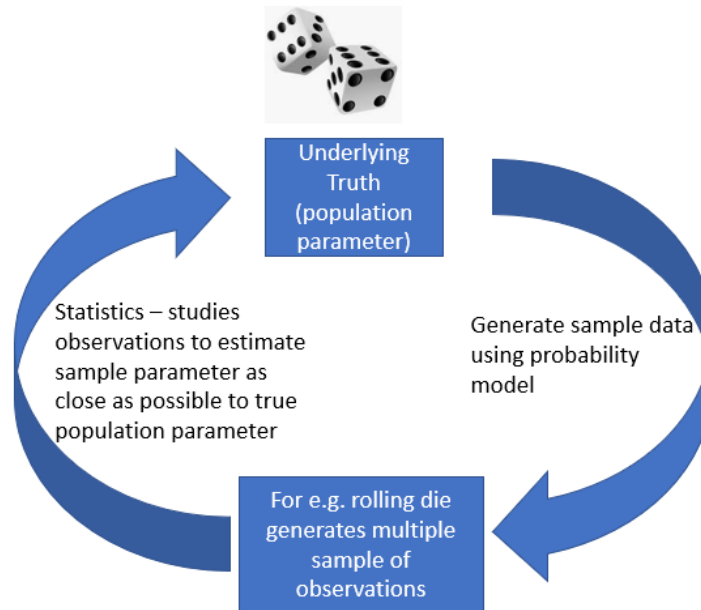 Underlying
Truth
(population
parameter)
Statistics – studies
observations to estimate
sample parameter as
close as possible to true
population parameter
Generate sample data
using probability
model
For e.g. rolling die
generates multiple
sample of
observations